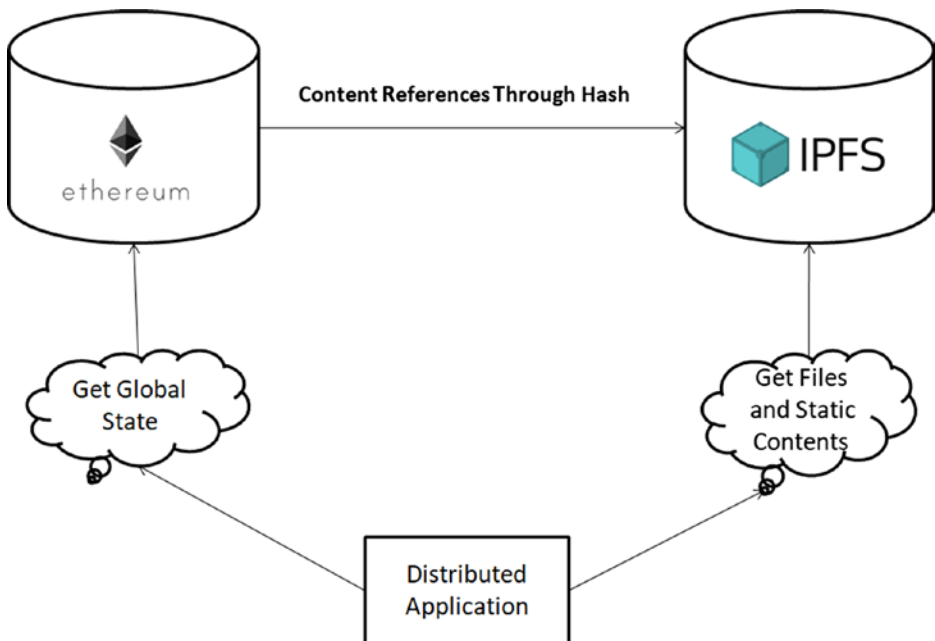 Content References Through Hash
ethereum
IPFS
Get Global
State
Get Files
and Static
Contents
Distributed
Application